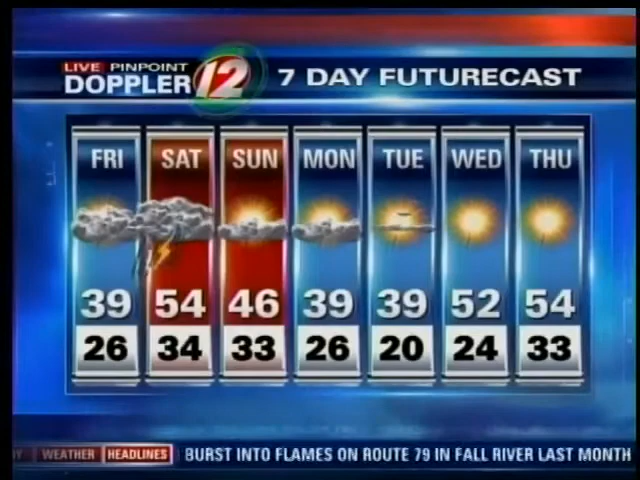 LIVE PINPOINT
DOPPLER 12
7 DAY FUTURECAST
FRI SAT SUN MON TUE WED THU
39 54 46 39 39 52 54
26 34 33 26 20 24 33
WEATHER HEADLINES BURST INTO FLAMES ON ROUTE 79 IN FALL RIVER LAST MONTH